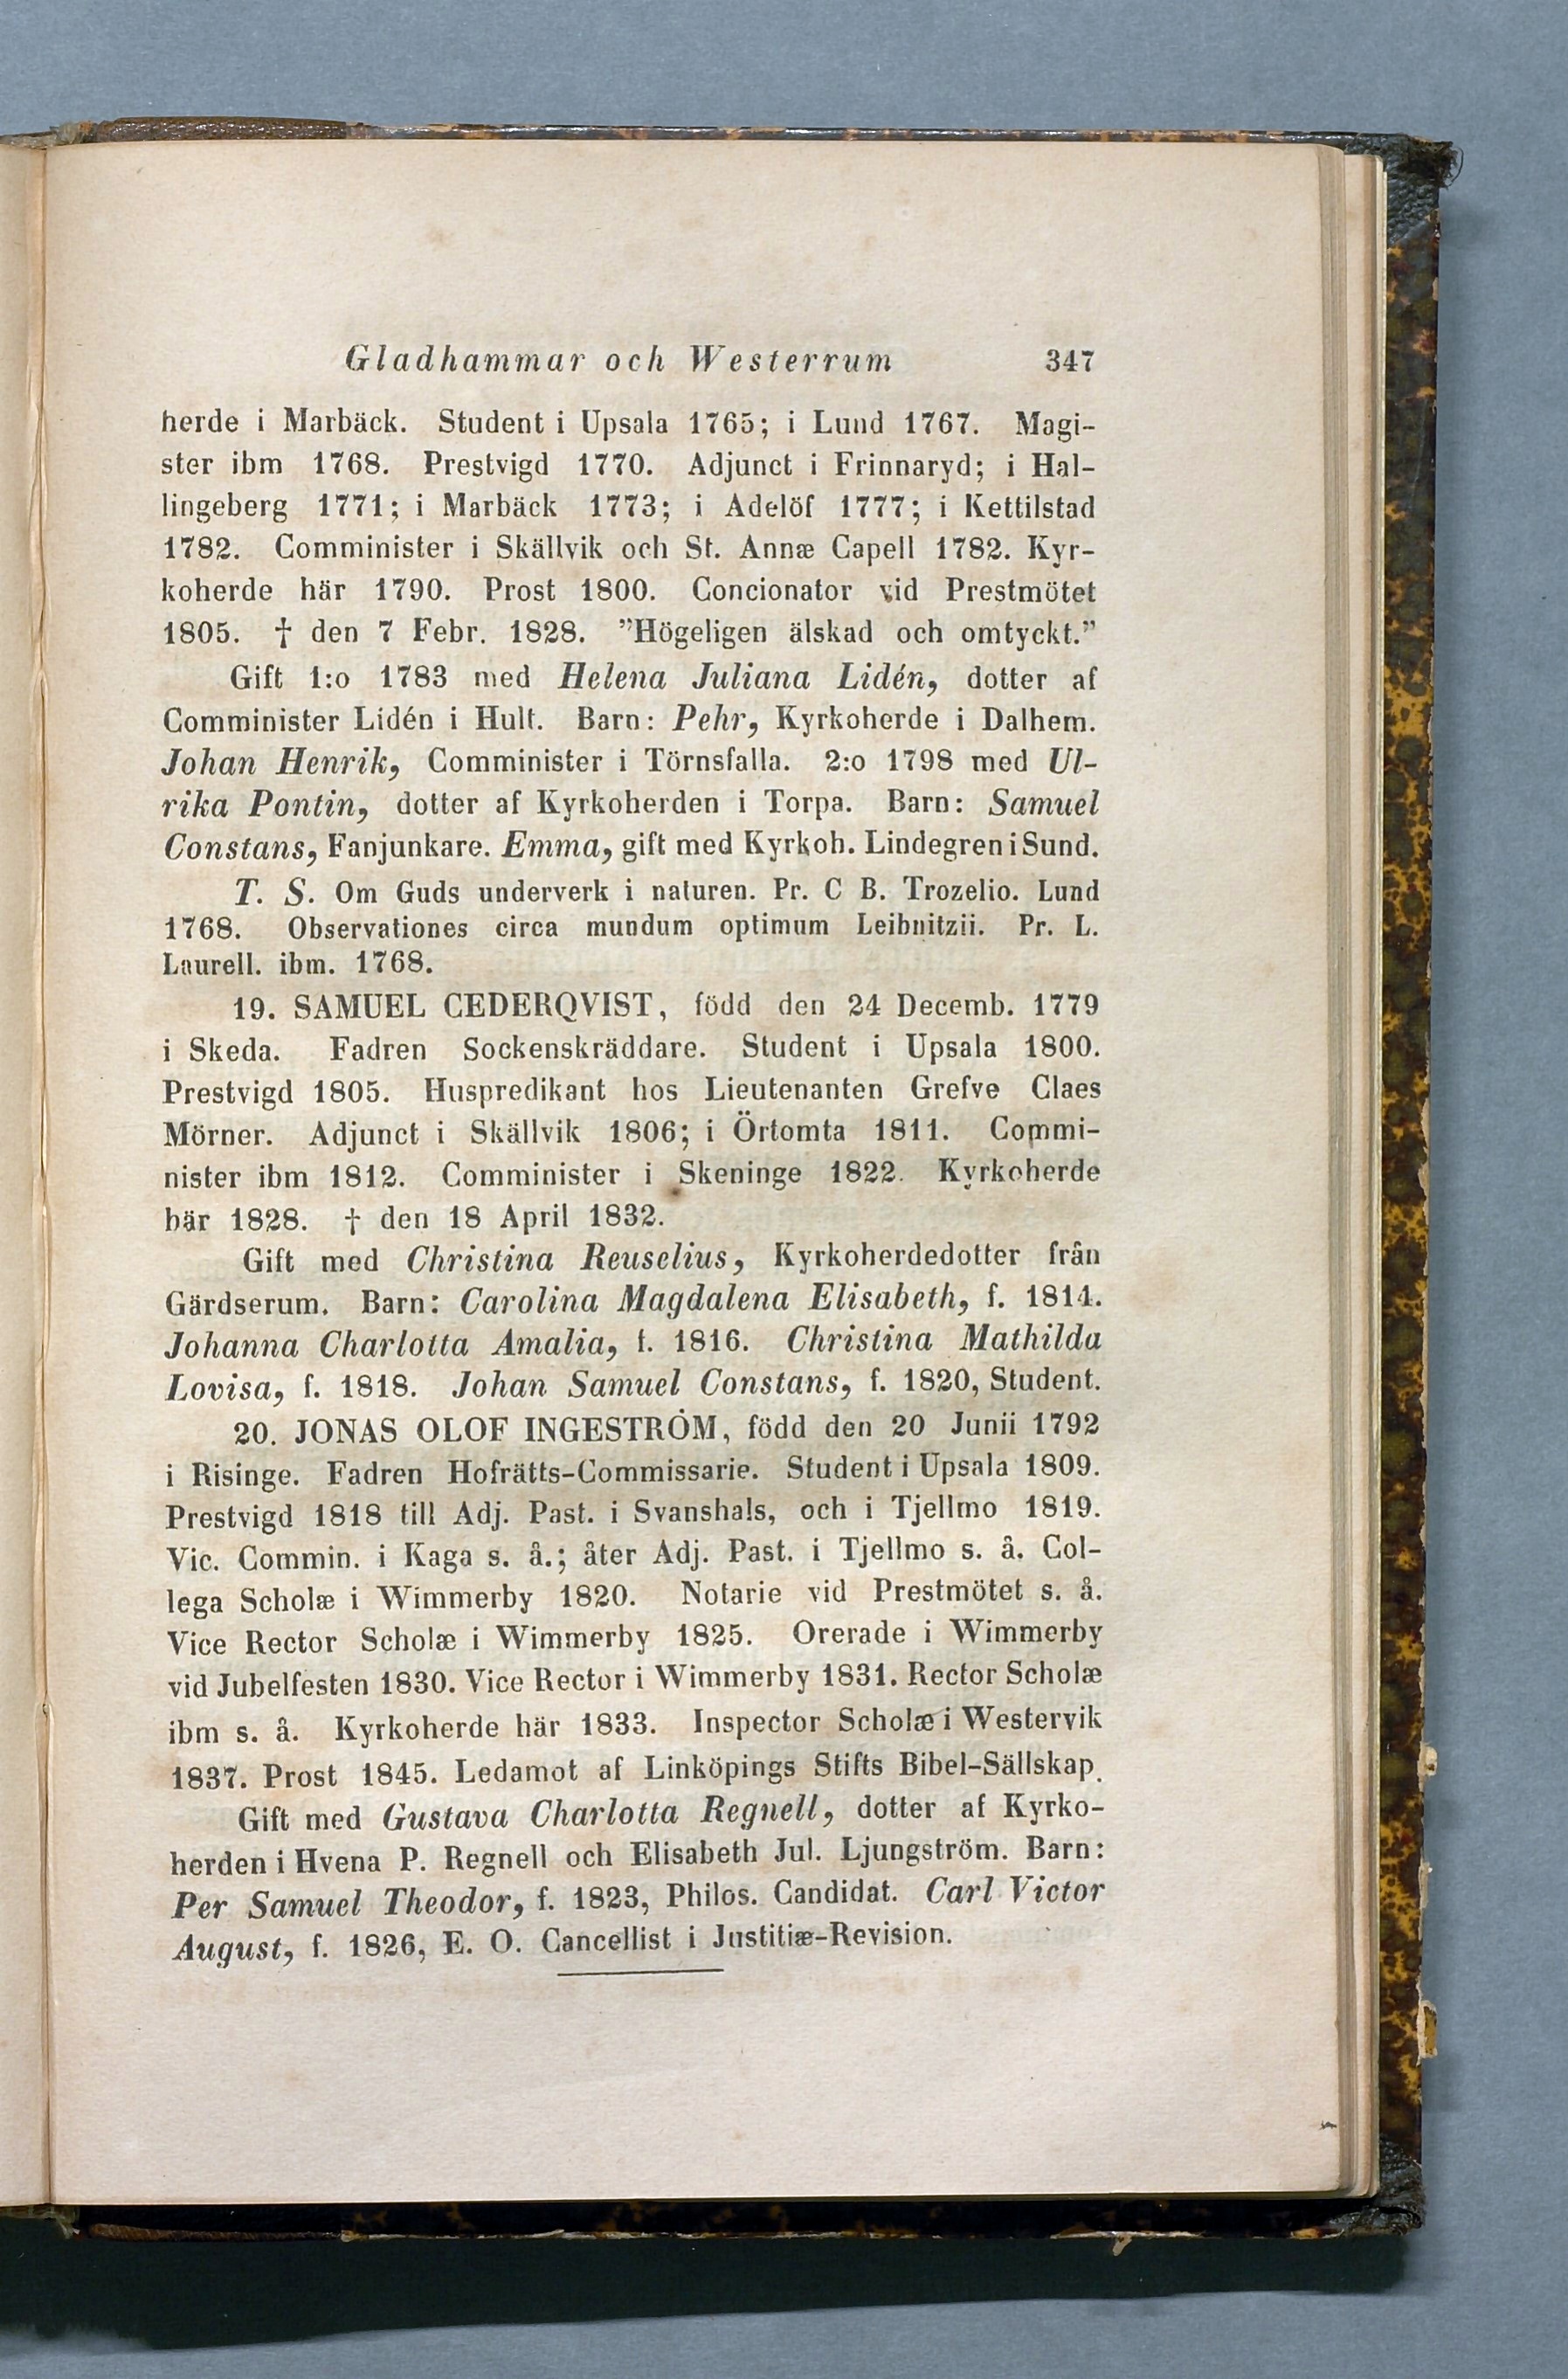 Gladhammar och Westerrum 347
herde i Marbäck. Student i Upsala 1765; i Lund 1767. Magi-
ster ibm 1768. Prestvigd 1770. Adjunct i Frinnaryd; i Hal-
lingeberg 1771; i Marbäck 1773; i Adelöf 1777; i Kettilstad
1782. Comminister i Skällvik och St. Annæ Capell 1782. Kyr-
koherde här 1790. Prost 1800. Concionator vid Prestmötet
1805. † den 7 Febr. 1828. ”Högeligen älskad och omtyckt.”
Gift 1:o 1783 med Helena Juliana Lidén, dotter af
Comminister Lidén i Hult. Barn: Pehr, Kyrkoherde i Dalhem.
Johan Henrik, Comminister i Törnsfalla. 2:o 1798 med Ul-
rika Pontin, dotter af Kyrkoherden i Torpa. Barn: Samuel
Constans, Fanjunkare. Emma, gift med Kyrkoh. Lindegren i Sund.
T. S. Om Guds underverk i naturen. Pr. C B. Trozelio. Lund
1768. Observationes circa mundum optimum Leibnitzii. Pr. L.
Laurell. ibm. 1768.
19. SAMUEL CEDERQVIST, född den 24 Decemb. 1779
i Skeda. Fadren Sockenskräddare. Student i Upsala 1800.
Prestvigd 1805. Huspredikant hos Lieutenanten Grefve Claes
Mörner. Adjunct i Skällvik 1806; i Örtomta 1811. Commi-
nister ibm 1812. Comminister i Skeninge 1822. Kyrkoherde
här 1828. † den 18 April 1832.
Gift med Christina Reuselius, Kyrkoherdedotter från
Gärdserum. Barn: Carolina Magdalena Elisabeth, f. 1814.
Johanna Charlotta Amalia, f. 1816. Christina Mathilda
Lovisa, f. 1818. Johan Samuel Constans, f. 1820, Student.
20. JONAS OLOF INGESTRÖM, född den 20 Junii 1792
i Risinge. Fadren Hofrätts-Commissarie. Student i Upsala 1809.
Prestvigd 1818 till Adj. Past. i Svanshals, och i Tjellmo 1819.
Vic. Commin. i Kaga s. å.; åter Adj. Past. i Tjellmo s. å. Col-
lega Scholæ i Wimmerby 1820. Notarie vid Prestmötet s. å.
Vice Rector Scholæ i Wimmerby 1825. Orerade i Wimmerby
vid Jubelfesten 1830. Vice Rector i Wimmerby 1831. Rector Scholæ
ibm s. å. Kyrkoherde här 1833. Inspector Scholæ i Westervik
1837. Prost 1845. Ledamot af Linköpings Stifts Bibel-Sällskap.
Gift med Gustava Charlotta Regnell, dotter af Kyrko-
herden i Hvena P. Regnell och Elisabeth Jul. Ljungström. Barn:
Per Samuel Theodor, f. 1823, Philos. Candidat. Carl Victor
August, f. 1826, E. O. Cancellist i Justitiæ-Revision.